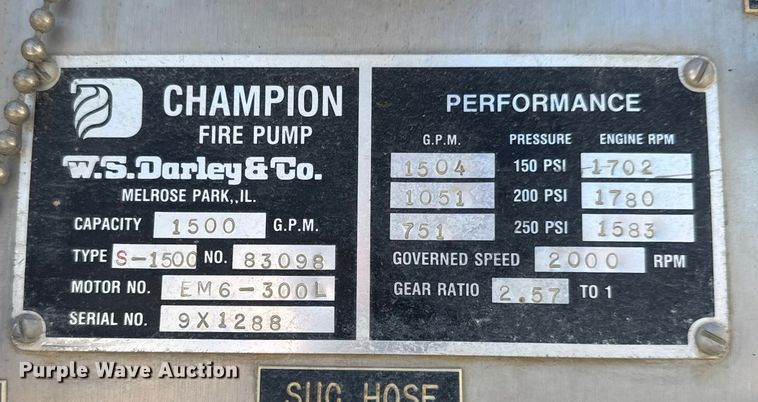 CHAMPION
FIRE PUMP
W.S.Darley&Co.
MELROSE PARK,,IL.
CAPACITY 1500 G.P.M.
TYPE S-1500 NO. 83098
MOTOR NO. EM6-300L
SERIAL NO. 9X1288
PERFORMANCE
G.P.M. PRESSURE ENGINE RPM
1504 150 PSI 1702
1051 200 PSI 1780
751 250 PSI 1583
GOVERNED SPEED 2000 RPM
GEAR RATIO 2.57 TO 1
Purple Wave Auction
SUC HOSE